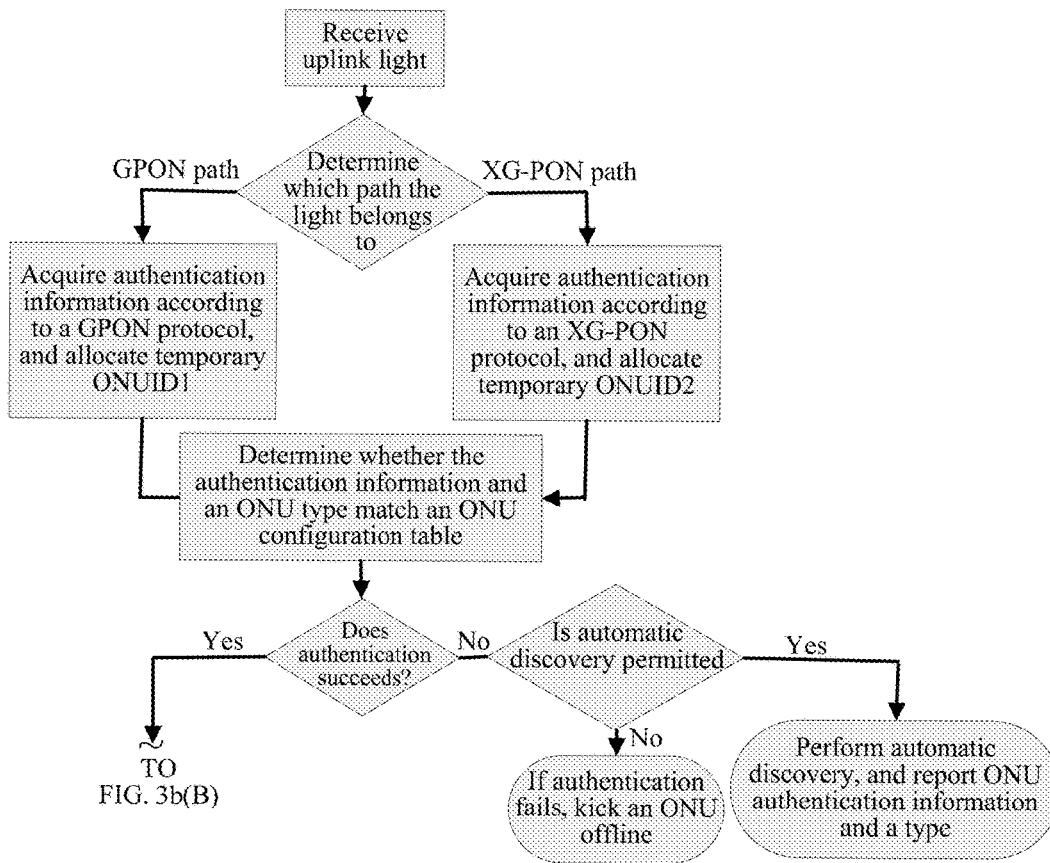 Receive
uplink light
GPON path
Determine
which path the
light belongs
to
XG-PON path
Acquire authentication
information according
to a GPON protocol,
and allocate temporary
ONUID1
Acquire authentication
information according
to an XG-PON
protocol, and allocate
temporary ONUID2
Determine whether the
authentication information and
an ONU type match an ONU
configuration table
Yes
Does
authentication
succeeds?
No
Is automatic
discovery permitted
Yes
TO
FIG. 3b(B)
No
If authentication
fails, kick an ONU
offline
Perform automatic
discovery, and report ONU
authentication information
and a type